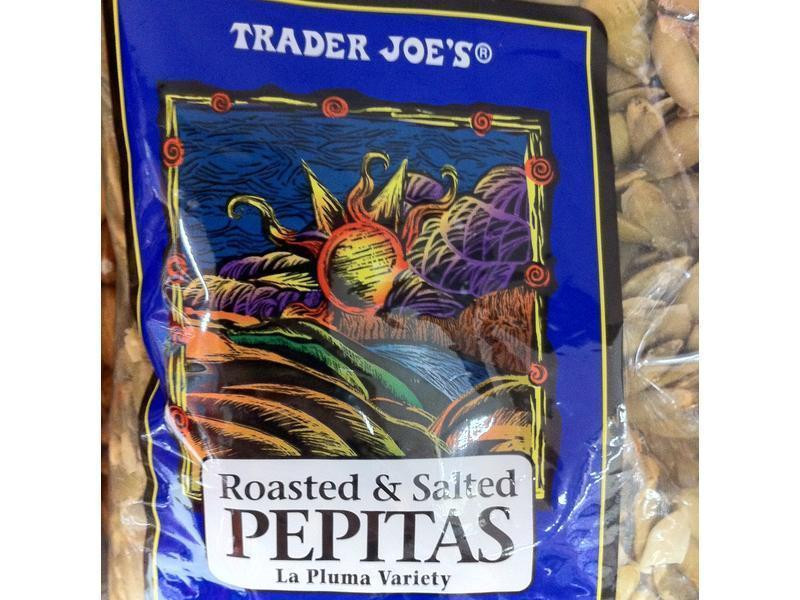 TRADER JOE'S®
Roasted & Salted
PEPITAS
La Pluma Variety